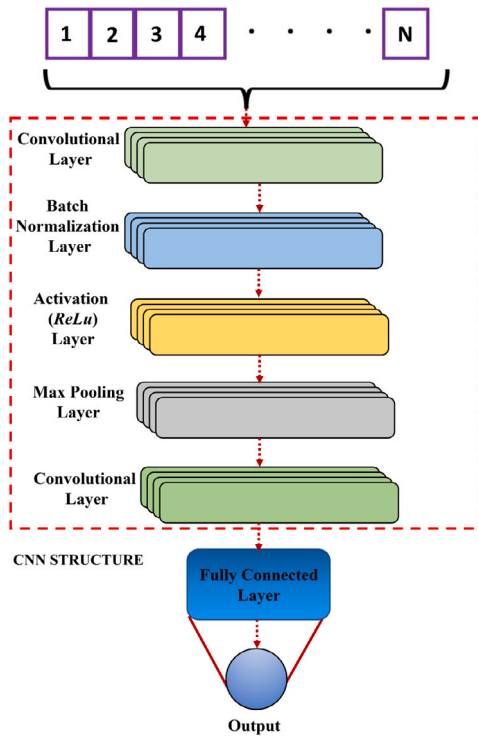 1 2 3 4 . . . . N
Convolutional
Layer
Batch
Normalization
Layer
Activation
(ReLu)
Layer
Max Pooling
Layer
Convolutional
Layer
CNN STRUCTURE
Fully Connected
Layer
Output